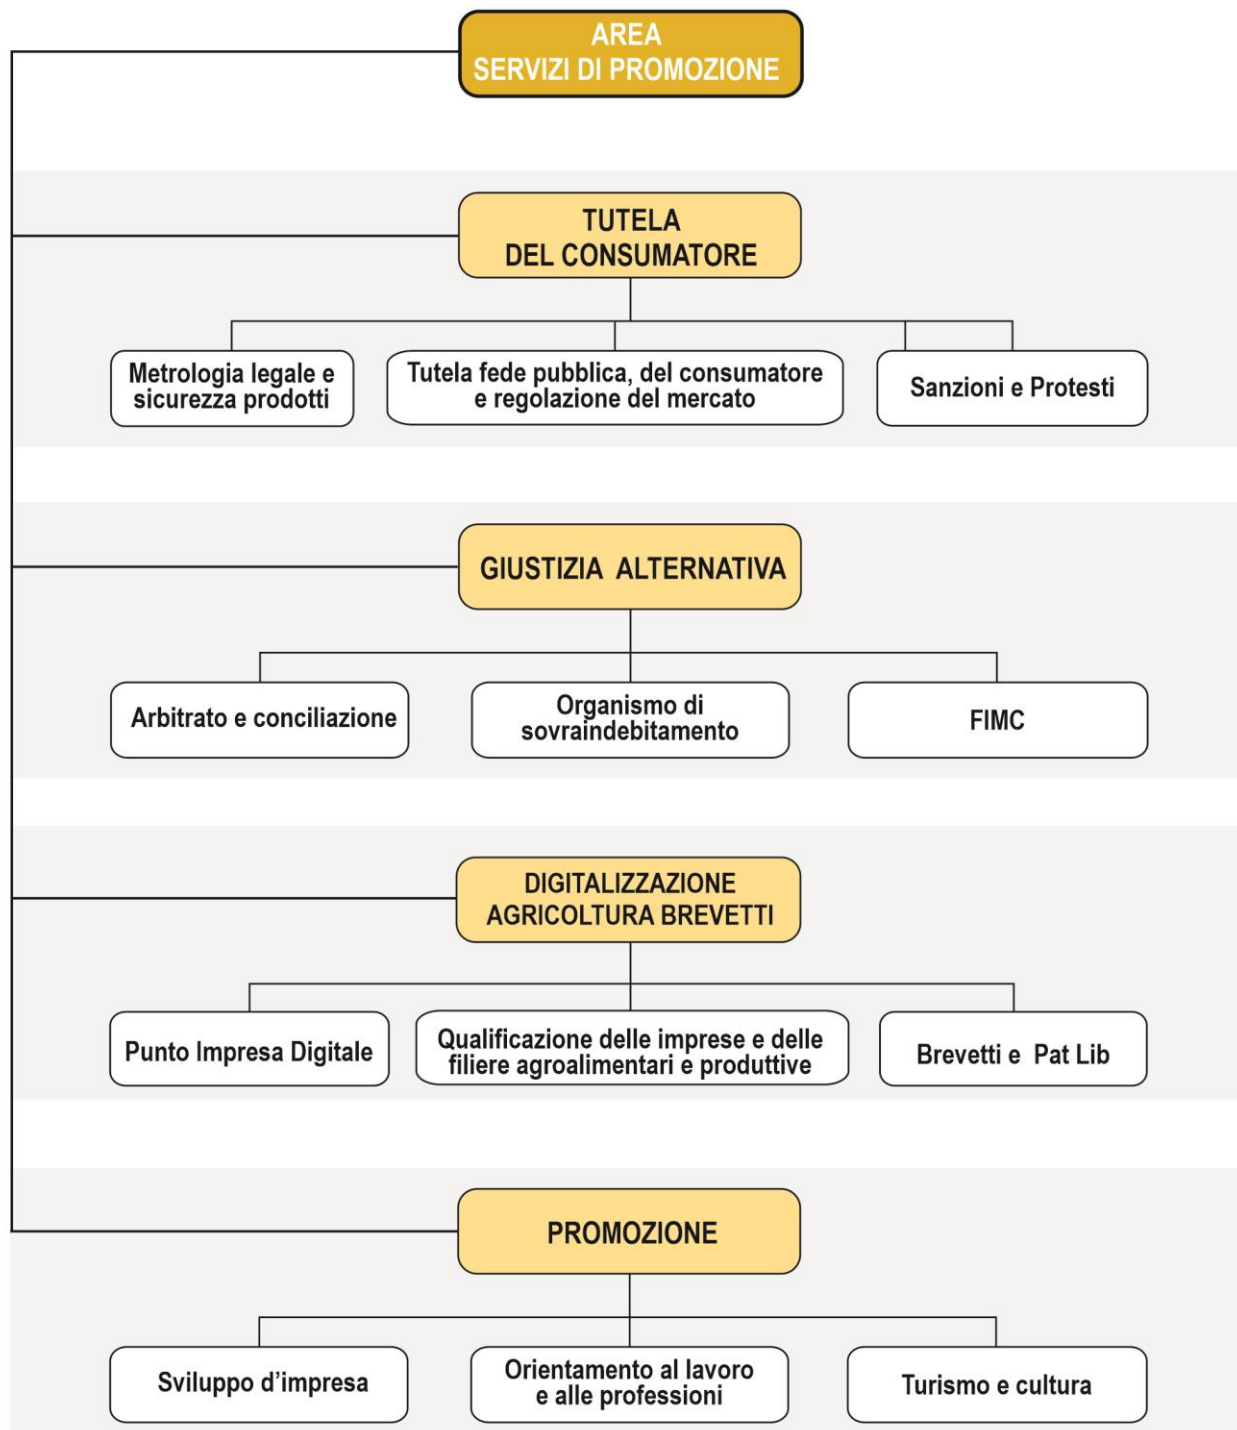 AREA
SERVIZI DI PROMOZIONE
TUTELA
DEL CONSUMATORE
Metrologia legale e
sicurezza prodotti
Tutela fede pubblica, del consumatore
e regolazione del mercato
Sanzioni e Protesti
GIUSTIZIA ALTERNATIVA
Arbitrato e conciliazione
Organismo di
sovraindebitamento
FIMC
DIGITALIZZAZIONE
AGRICOLTURA BREVETTI
Punto Impresa Digitale
Qualificazione delle imprese e delle
filiere agroalimentari e produttive
Brevetti e Pat Lib
PROMOZIONE
Sviluppo d’impresa
Orientamento al lavoro
e alle professioni
Turismo e cultura